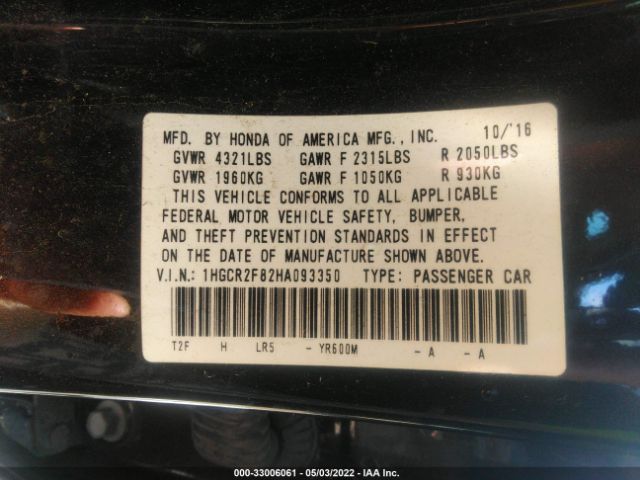 MFD. BY HONDA OF AMERICA MFG., INC. 10/'16
GVWR 4321LBS GAWR F 2315LBS R 2050LBS
GVWR 1960KG GAWR F 1050KG R 930KG
THIS VEHICLE CONFORMS TO ALL APPLICABLE
FEDERAL MOTOR VEHICLE SAFETY, BUMPER,
AND THEFT PREVENTION STANDARDS IN EFFECT
ON THE DATE OF MANUFACTURE SHOWN ABOVE.
V.I.N.: 1HGCR2F82HA093350 TYPE: PASSENGER CAR
T2F H LR5 - YR600M - A - A
000-33006061 - 05/03/2022 - IAA Inc.